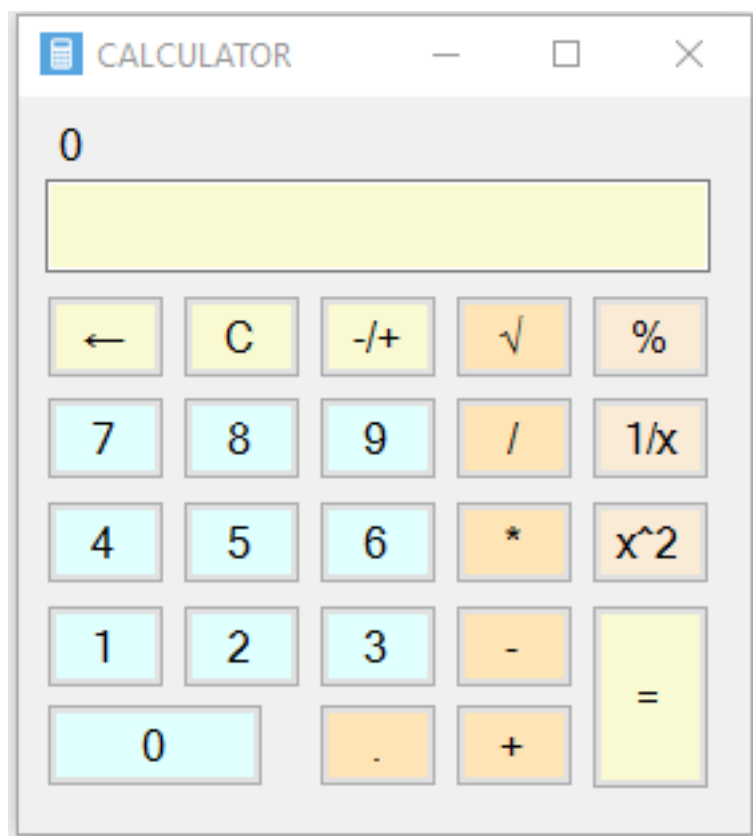 CALCULATOR
0
← C -/+ √ %
7 8 9 / 1/x
4 5 6 * x^2
1 2 3 - =
0 . +